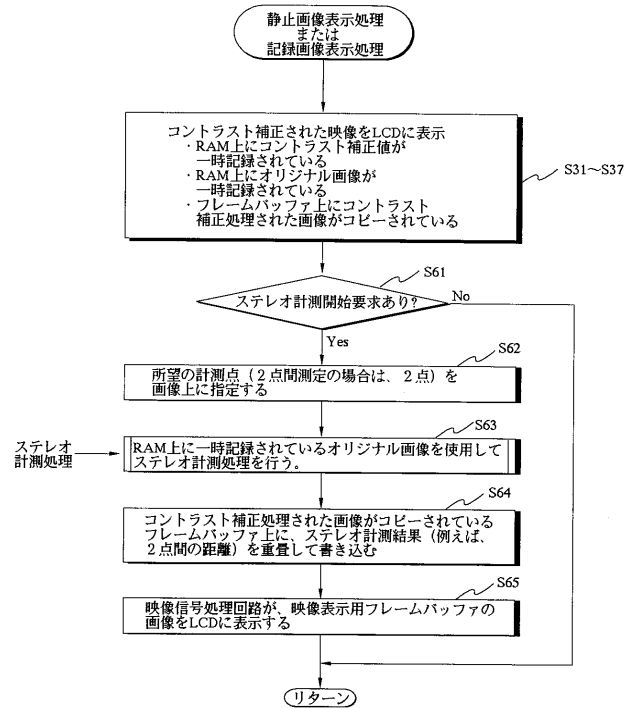 静止画像表示処理
または
記録画像表示処理
コントラスト補正された映像をLCDに表示
・RAM上にコントラスト補正値が
一時記録されている
・RAM上にオリジナル画像が
一時記録されている
・フレームバッファ上にコントラスト
補正処理された画像がコピーされている
S31～S37
S61
ステレオ計測開始要求あり?
No
Yes
S62
所望の計測点（２点間測定の場合は、２点）を
画像上に指定する
S63
ステレオ
計測処理
RAM上に一時記録されているオリジナル画像を使用して
ステレオ計測処理を行う。
S64
コントラスト補正処理された画像がコピーされている
フレームバッファ上に、ステレオ計測結果（例えば、
２点間の距離）を重畳して書き込む
S65
映像信号処理回路が、映像表示用フレームバッファの
画像をLCDに表示する
リターン